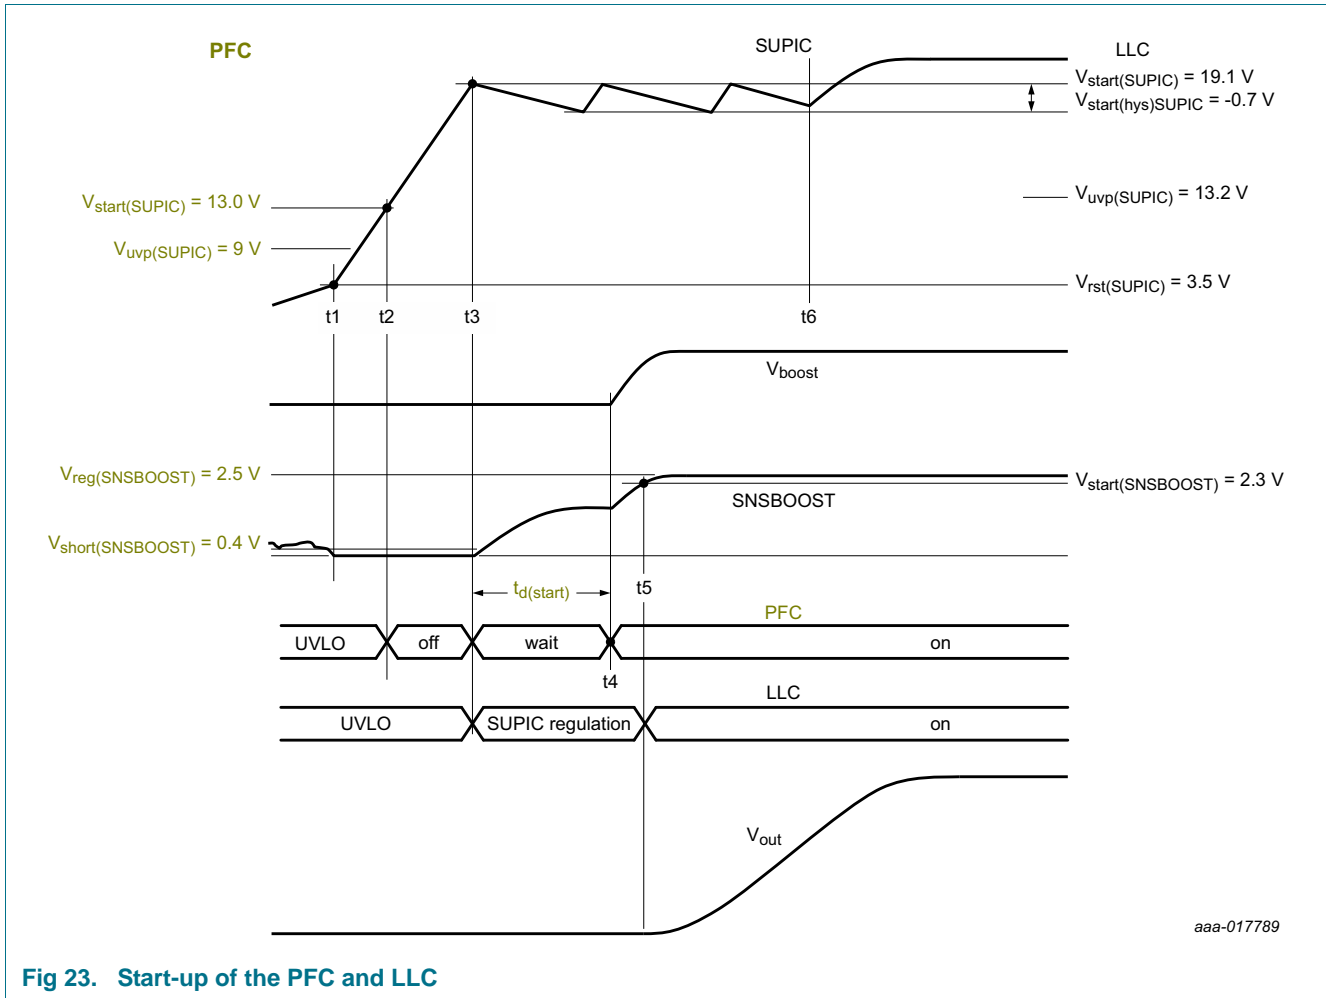 PFC
SUPIC
LLC
Vstart(SUPIC) = 19.1 V
Vstart(hys)SUPIC = -0.7 V
Vstart(SUPIC) = 13.0 V
Vuvp(SUPIC) = 13.2 V
Vuvp(SUPIC) = 9 V
Vrst(SUPIC) = 3.5 V
t1
t2
t3
t6
Vboost
Vreg(SNSBOOST) = 2.5 V
Vstart(SNSBOOST) = 2.3 V
SNSBOOST
Vshort(SNSBOOST) = 0.4 V
td(start)
t5
PFC
UVLO
off
wait
on
t4
LLC
UVLO
SUPIC regulation
on
Vout
aaa-017789
Fig 23. Start-up of the PFC and LLC